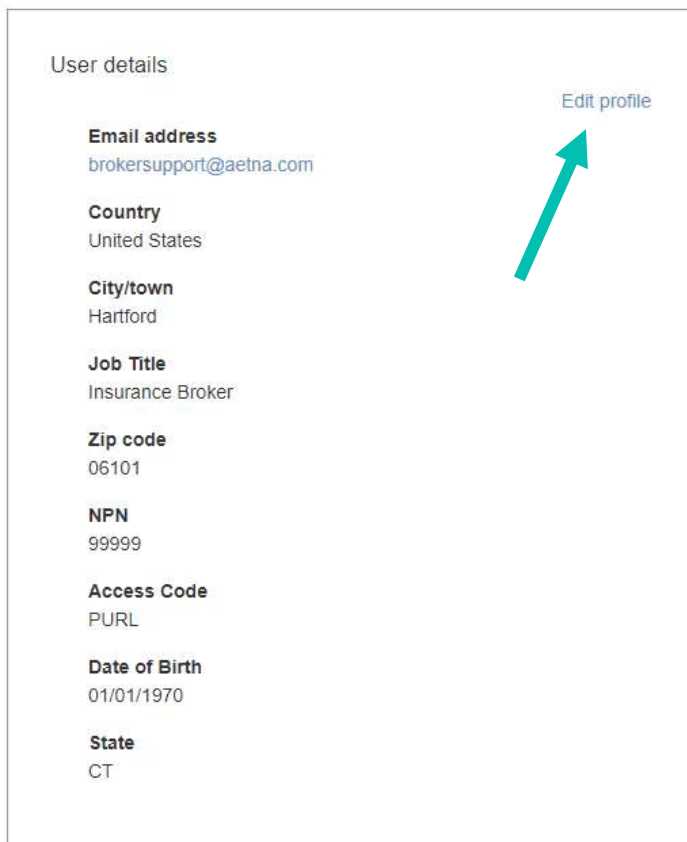 User details
Edit profile
Email address
brokersupport@aetna.com
Country
United States
City/town
Hartford
Job Title
Insurance Broker
Zip code
06101
NPN
99999
Access Code
PURL
Date of Birth
01/01/1970
State
CT